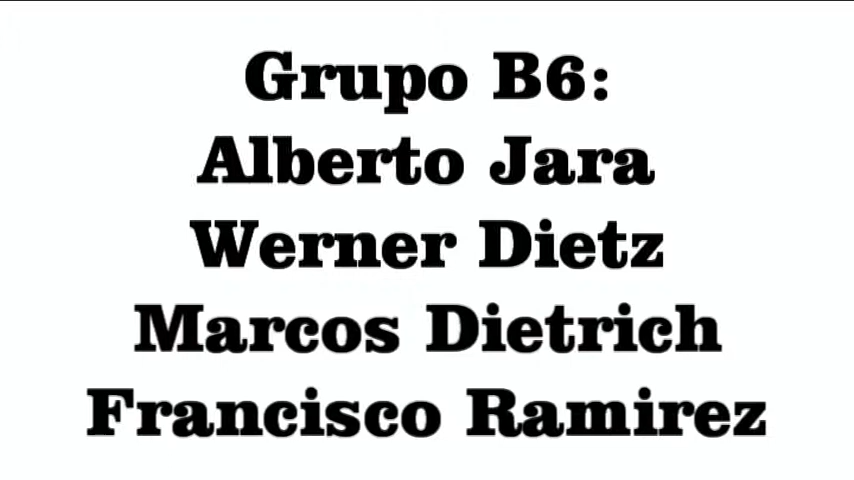 Grupo B6:
Alberto Jara
Werner Dietz
Marcos Dietrich
Francisco Ramirez